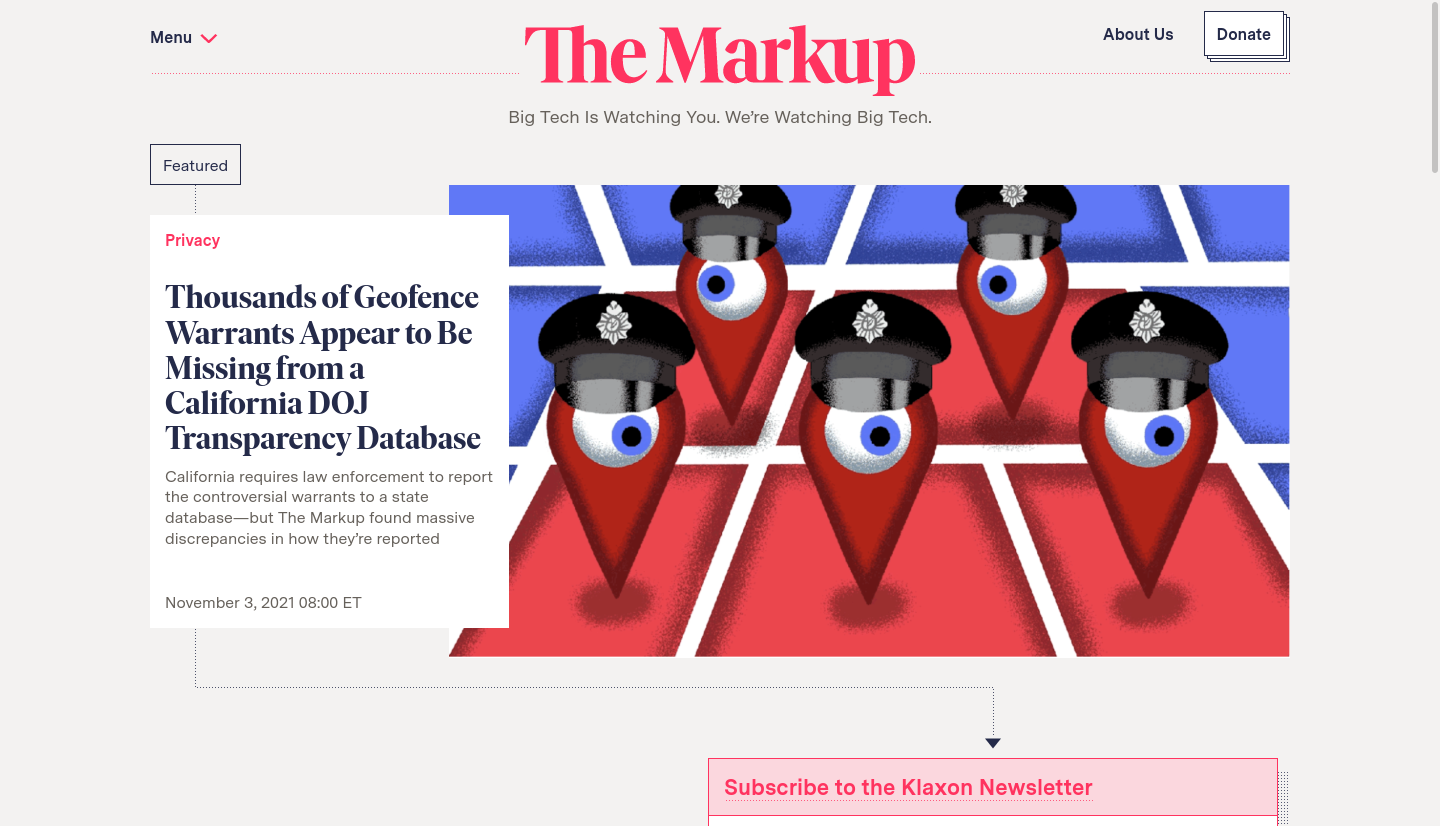 Menu
The Markup
About Us
Donate
Big Tech Is Watching You. We’re Watching Big Tech.
Featured
Privacy
Thousands of Geofence
Warrants Appear to Be
Missing from a
California DOJ
Transparency Database
California requires law enforcement to report
the controversial warrants to a state
database—but The Markup found massive
discrepancies in how they’re reported
November 3, 2021 08:00 ET
Subscribe to the Klaxon Newsletter